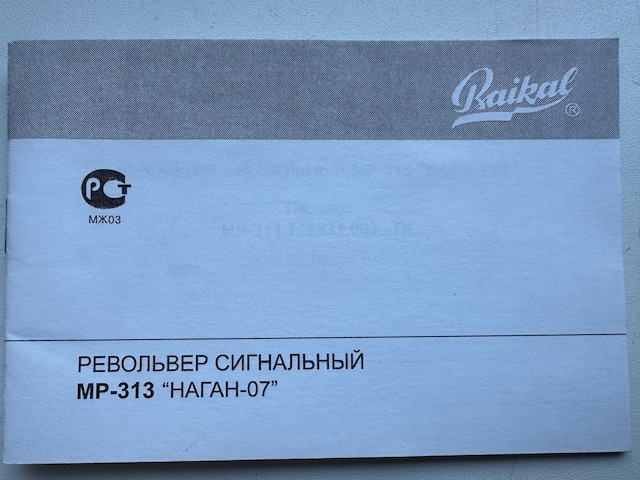 Baikal
®
РСТ
МЖ03
РЕВОЛЬВЕР СИГНАЛЬНЫЙ
МР-313 “НАГАН-07”